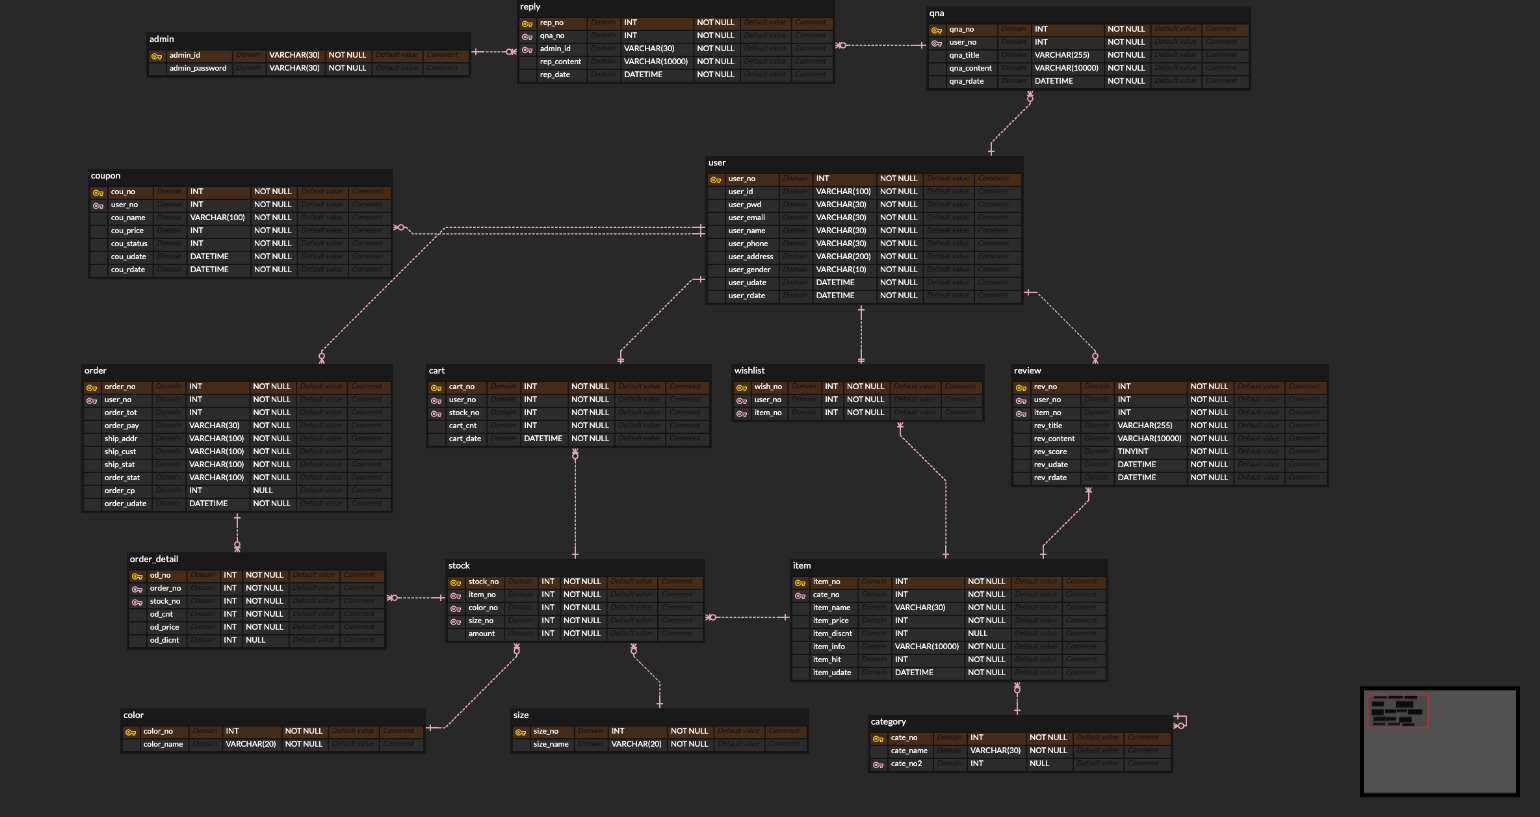 reply
rep_no Domain INT NOT NULL Default value Comment
qna_no Domain INT NOT NULL Default value Comment
admin_id Domain VARCHAR(30) NOT NULL Default value Comment
rep_content Domain VARCHAR(10000) NOT NULL Default value Comment
rep_date Domain DATETIME NOT NULL Default value Comment
qna
qna_no Domain INT NOT NULL Default value Comment
user_no Domain INT NOT NULL Default value Comment
qna_title Domain VARCHAR(255) NOT NULL Default value Comment
qna_content Domain VARCHAR(10000) NOT NULL Default value Comment
qna_rdate Domain DATETIME NOT NULL Default value Comment
admin
admin_id Domain VARCHAR(30) NOT NULL Default value Comment
admin_password Domain VARCHAR(30) NOT NULL Default value Comment
user
user_no Domain INT NOT NULL Default value Comment
user_id Domain VARCHAR(100) NOT NULL Default value Comment
user_pwd Domain VARCHAR(30) NOT NULL Default value Comment
user_email Domain VARCHAR(30) NOT NULL Default value Comment
user_name Domain VARCHAR(30) NOT NULL Default value Comment
user_phone Domain VARCHAR(30) NOT NULL Default value Comment
user_address Domain VARCHAR(200) NOT NULL Default value Comment
user_gender Domain VARCHAR(10) NOT NULL Default value Comment
user_udate Domain DATETIME NOT NULL Default value Comment
user_rdate Domain DATETIME NOT NULL Default value Comment
coupon
cou_no Domain INT NOT NULL Default value Comment
user_no Domain INT NOT NULL Default value Comment
cou_name Domain VARCHAR(100) NOT NULL Default value Comment
cou_price Domain INT NOT NULL Default value Comment
cou_status Domain INT NOT NULL Default value Comment
cou_udate Domain DATETIME NOT NULL Default value Comment
cou_rdate Domain DATETIME NOT NULL Default value Comment
order
order_no Domain INT NOT NULL Default value Comment
user_no Domain INT NOT NULL Default value Comment
order_tot Domain INT NOT NULL Default value Comment
order_pay Domain VARCHAR(30) NOT NULL Default value Comment
ship_addr Domain VARCHAR(100) NOT NULL Default value Comment
ship_cust Domain VARCHAR(100) NOT NULL Default value Comment
ship_stat Domain VARCHAR(100) NOT NULL Default value Comment
order_stat Domain VARCHAR(100) NOT NULL Default value Comment
order_cp Domain INT NULL Default value Comment
order_udate Domain DATETIME NOT NULL Default value Comment
cart
cart_no Domain INT NOT NULL Default value Comment
user_no Domain INT NOT NULL Default value Comment
stock_no Domain INT NOT NULL Default value Comment
cart_cnt Domain INT NOT NULL Default value Comment
cart_date Domain DATETIME NOT NULL Default value Comment
wishlist
wish_no Domain INT NOT NULL Default value Comment
user_no Domain INT NOT NULL Default value Comment
item_no Domain INT NOT NULL Default value Comment
review
rev_no Domain INT NOT NULL Default value Comment
user_no Domain INT NOT NULL Default value Comment
item_no Domain INT NOT NULL Default value Comment
rev_title Domain VARCHAR(255) NOT NULL Default value Comment
rev_content Domain VARCHAR(10000) NOT NULL Default value Comment
rev_score Domain TINYINT NOT NULL Default value Comment
rev_udate Domain DATETIME NOT NULL Default value Comment
rev_rdate Domain DATETIME NOT NULL Default value Comment
order_detail
od_no Domain INT NOT NULL Default value Comment
order_no Domain INT NOT NULL Default value Comment
stock_no Domain INT NOT NULL Default value Comment
od_cnt Domain INT NOT NULL Default value Comment
od_price Domain INT NOT NULL Default value Comment
od_dicnt Domain INT NULL Default value Comment
stock
stock_no Domain INT NOT NULL Default value Comment
item_no Domain INT NOT NULL Default value Comment
color_no Domain INT NOT NULL Default value Comment
size_no Domain INT NOT NULL Default value Comment
amount Domain INT NOT NULL Default value Comment
item
item_no Domain INT NOT NULL Default value Comment
cate_no Domain INT NOT NULL Default value Comment
item_name Domain VARCHAR(30) NOT NULL Default value Comment
item_price Domain INT NOT NULL Default value Comment
item_discnt Domain INT NULL Default value Comment
item_info Domain VARCHAR(10000) NOT NULL Default value Comment
item_hit Domain INT NOT NULL Default value Comment
item_udate Domain DATETIME NOT NULL Default value Comment
color
color_no Domain INT NOT NULL Default value Comment
color_name Domain VARCHAR(20) NOT NULL Default value Comment
size
size_no Domain INT NOT NULL Default value Comment
size_name Domain VARCHAR(20) NOT NULL Default value Comment
category
cate_no Domain INT NOT NULL Default value Comment
cate_name Domain VARCHAR(30) NOT NULL Default value Comment
cate_no2 Domain INT NULL Default value Comment